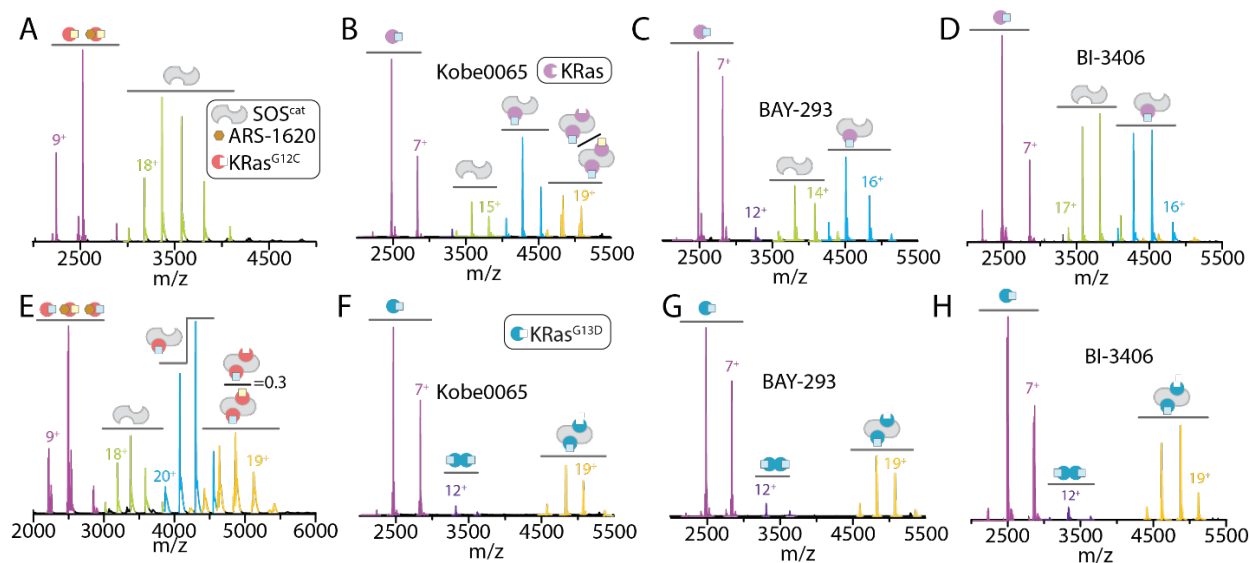 A
9+
18+
SOScat
ARS-1620
KRasG12C
2500
3500
4500
m/z
B
Kobe0065
KRas
7+
15+
19+
2500
3500
4500
5500
m/z
C
BAY-293
7+
12+
14+
16+
2500
3500
4500
5500
m/z
D
BI-3406
7+
17+
16+
2500
3500
4500
5500
m/z
E
=0.3
9+
18+
20+
19+
2000
3000
4000
5000
6000
m/z
F
KRasG13D
Kobe0065
7+
12+
19+
2500
3500
4500
5500
m/z
G
BAY-293
7+
12+
19+
2500
3500
4500
5500
m/z
H
BI-3406
7+
12+
19+
2500
3500
4500
5500
m/z